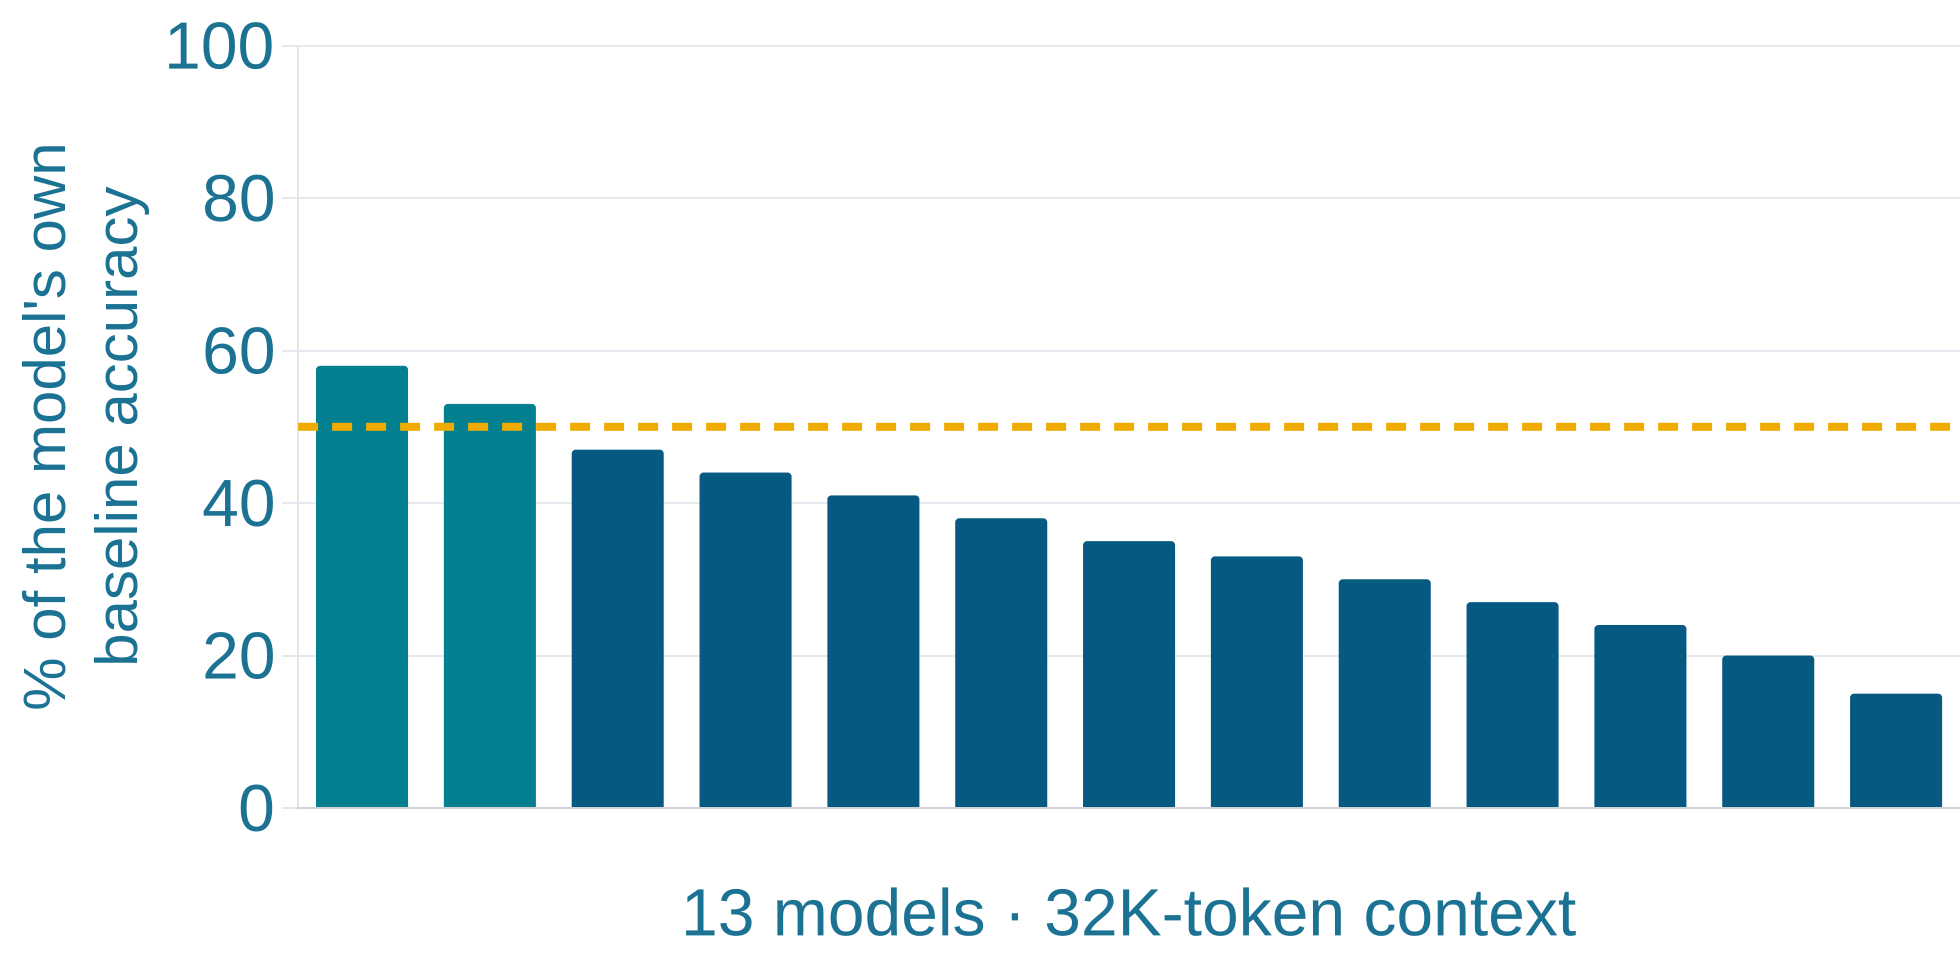 % of the model's own
baseline accuracy
100
80
60
40
20
0
13 models · 32K-token context